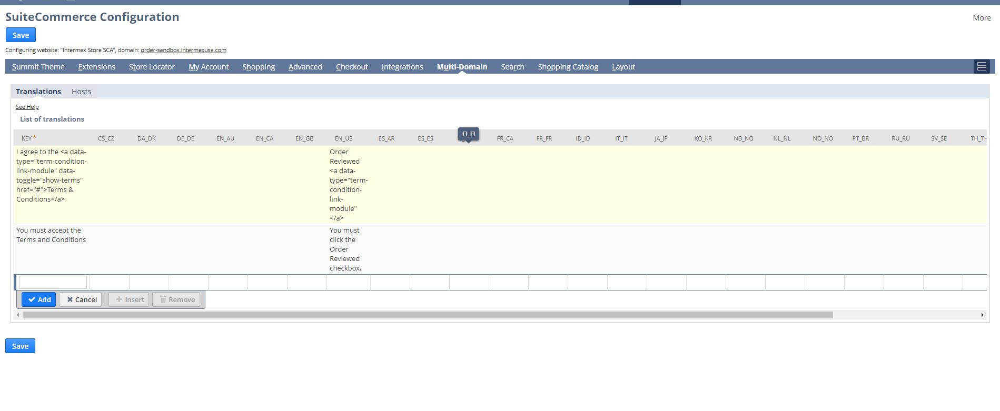 SuiteCommerce Configuration
More
Save
Configuring website: "Intermex Store SCA", domain: order-sandbox.intermexusa.com
Summit Theme Extensions Store Locator My Account Shopping Advanced Checkout Integrations Multi-Domain Search Shopping Catalog Layout
Translations Hosts
See Help
List of translations
KEY* CS_CZ DA_DK DE_DE EN_AU EN_CA EN_GB EN_US ES_AR ES_ES FI_FI FR_CA FR_FR ID_ID IT_IT JA_JP KO_KR NB_NO NL_NL NO_NO PT_BR RU_RU SV_SE TH_TH
I agree to the <a data-
type="term-condition-
link-module" data-
toggle="show-terms"
href="#">Terms &
Conditions</a>
Order
Reviewed
<a data-
type="term-
condition-
link-
module"
</a>
You must accept the
Terms and Conditions
You must
click the
Order
Reviewed
checkbox.
Add Cancel Insert Remove
Save